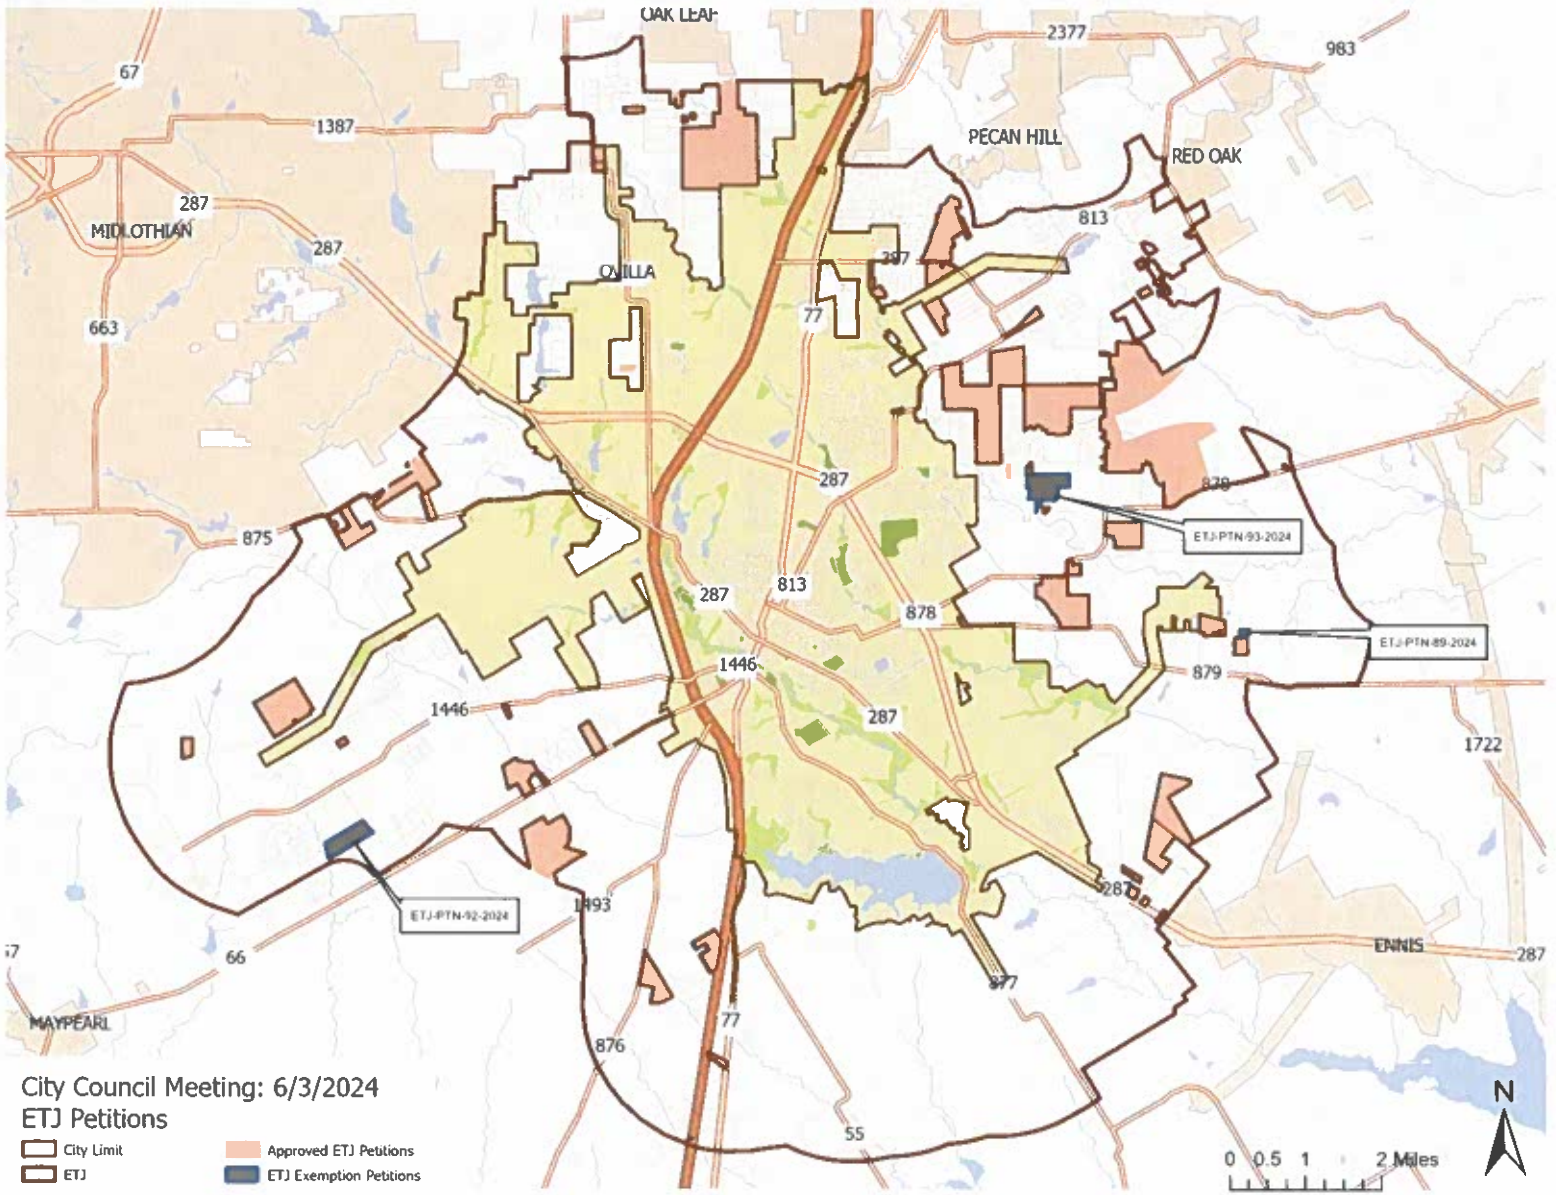 OAK LEAF
2377
983
67
1387
PECAN HILL
RED OAK
287
813
MIDLOTHIAN
287
OVILLA
287
77
663
287
878
875
ETJ-PTN-93-2024
287
813
878
ETJ-PTN-89-2024
1446
879
1446
287
1722
287
1493
ETJ-PTN-92-2024
66
ENNIS
287
877
MAYPEARL
77
876
55
City Council Meeting: 6/3/2024
ETJ Petitions
City Limit
Approved ETJ Petitions
ETJ
ETJ Exemption Petitions
N
0 0.5 1 2 Miles